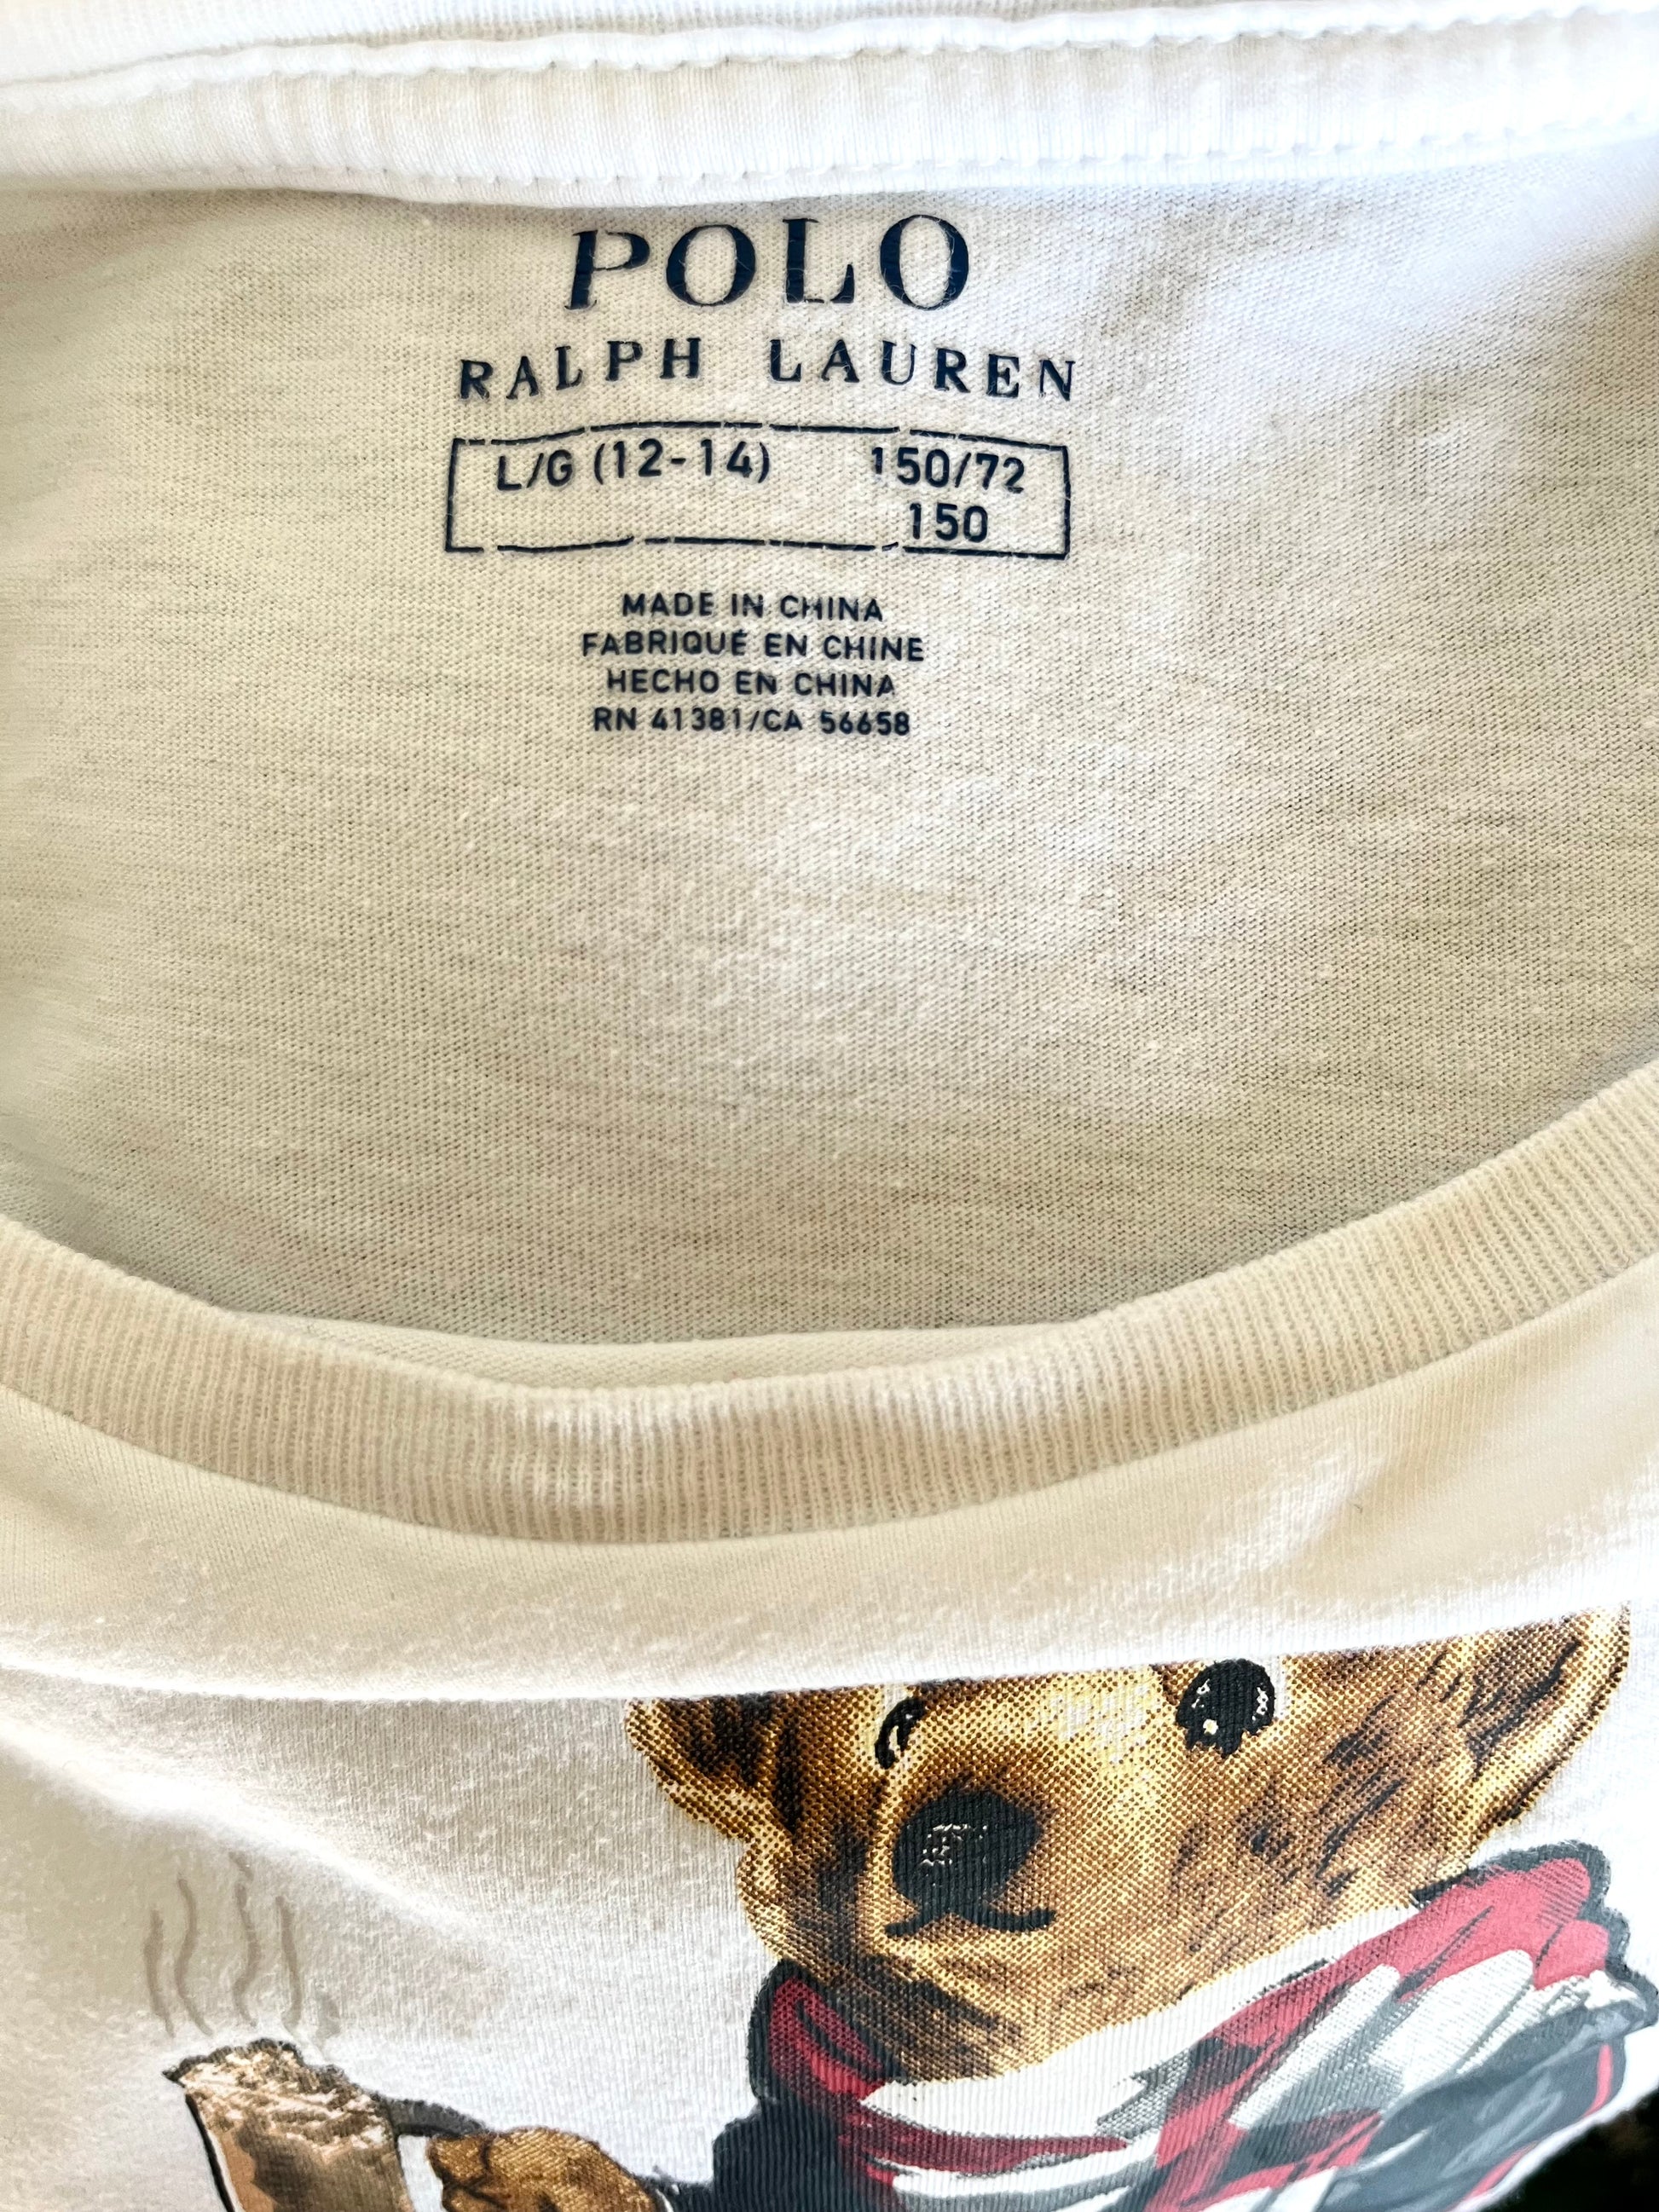 POLO
RALPH LAUREN
L/G (12-14) 150/72
150
MADE IN CHINA
FABRIQUÉ EN CHINE
HECHO EN CHINA
RN 41381/CA 56658